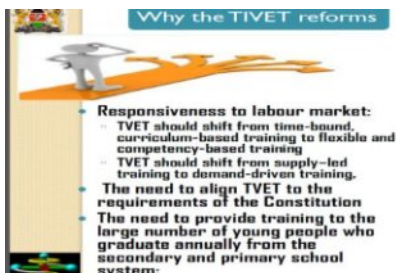 Why the TIVET reforms
Responsiveness to labour market:
TVET should shift from time-bound,
curriculum-based training to flexible and
competency-based training
TVET should shift from supply-led
training to demand-driven training.
The need to align TVET to the
requirements of the Constitution
The need to provide training to the
large number of young people who
graduate annually from the
secondary and primary school
system;